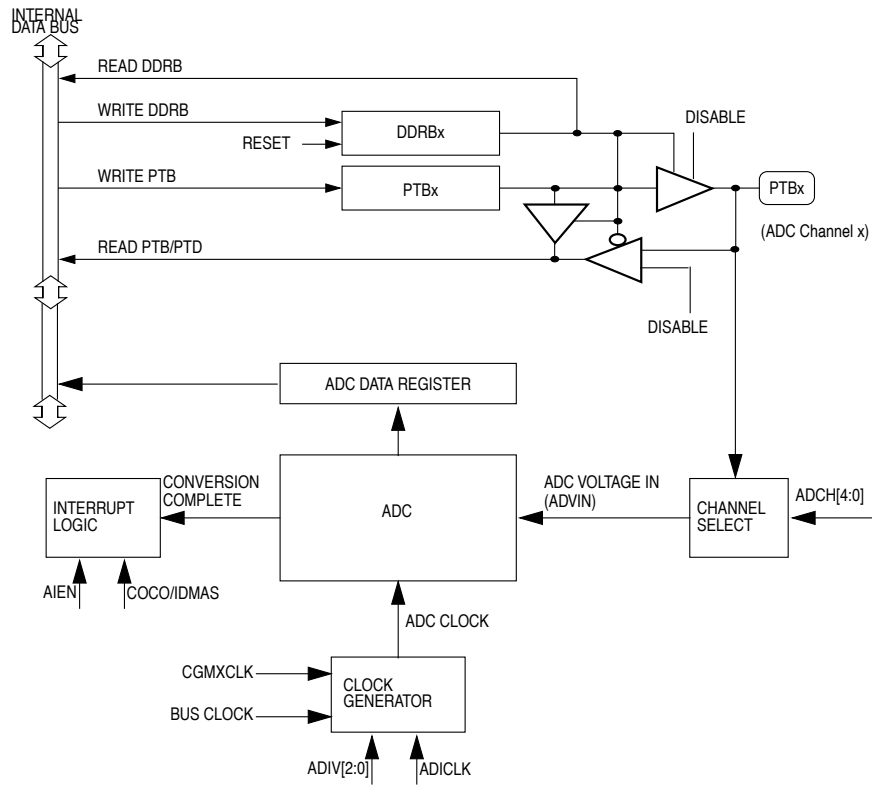 INTERNAL
DATA BUS
READ DDRB
WRITE DDRB
DISABLE
DDRBx
RESET
WRITE PTB
PTBx
PTBx
(ADC Channel x)
READ PTB/PTD
DISABLE
ADC DATA REGISTER
CONVERSION
COMPLETE
INTERRUPT
LOGIC
ADC
ADC VOLTAGE IN
(ADVIN)
CHANNEL
SELECT
ADCH[4:0]
AIEN
COCO/IDMAS
ADC CLOCK
CGMXCLK
CLOCK
GENERATOR
BUS CLOCK
ADIV[2:0]
ADICLK